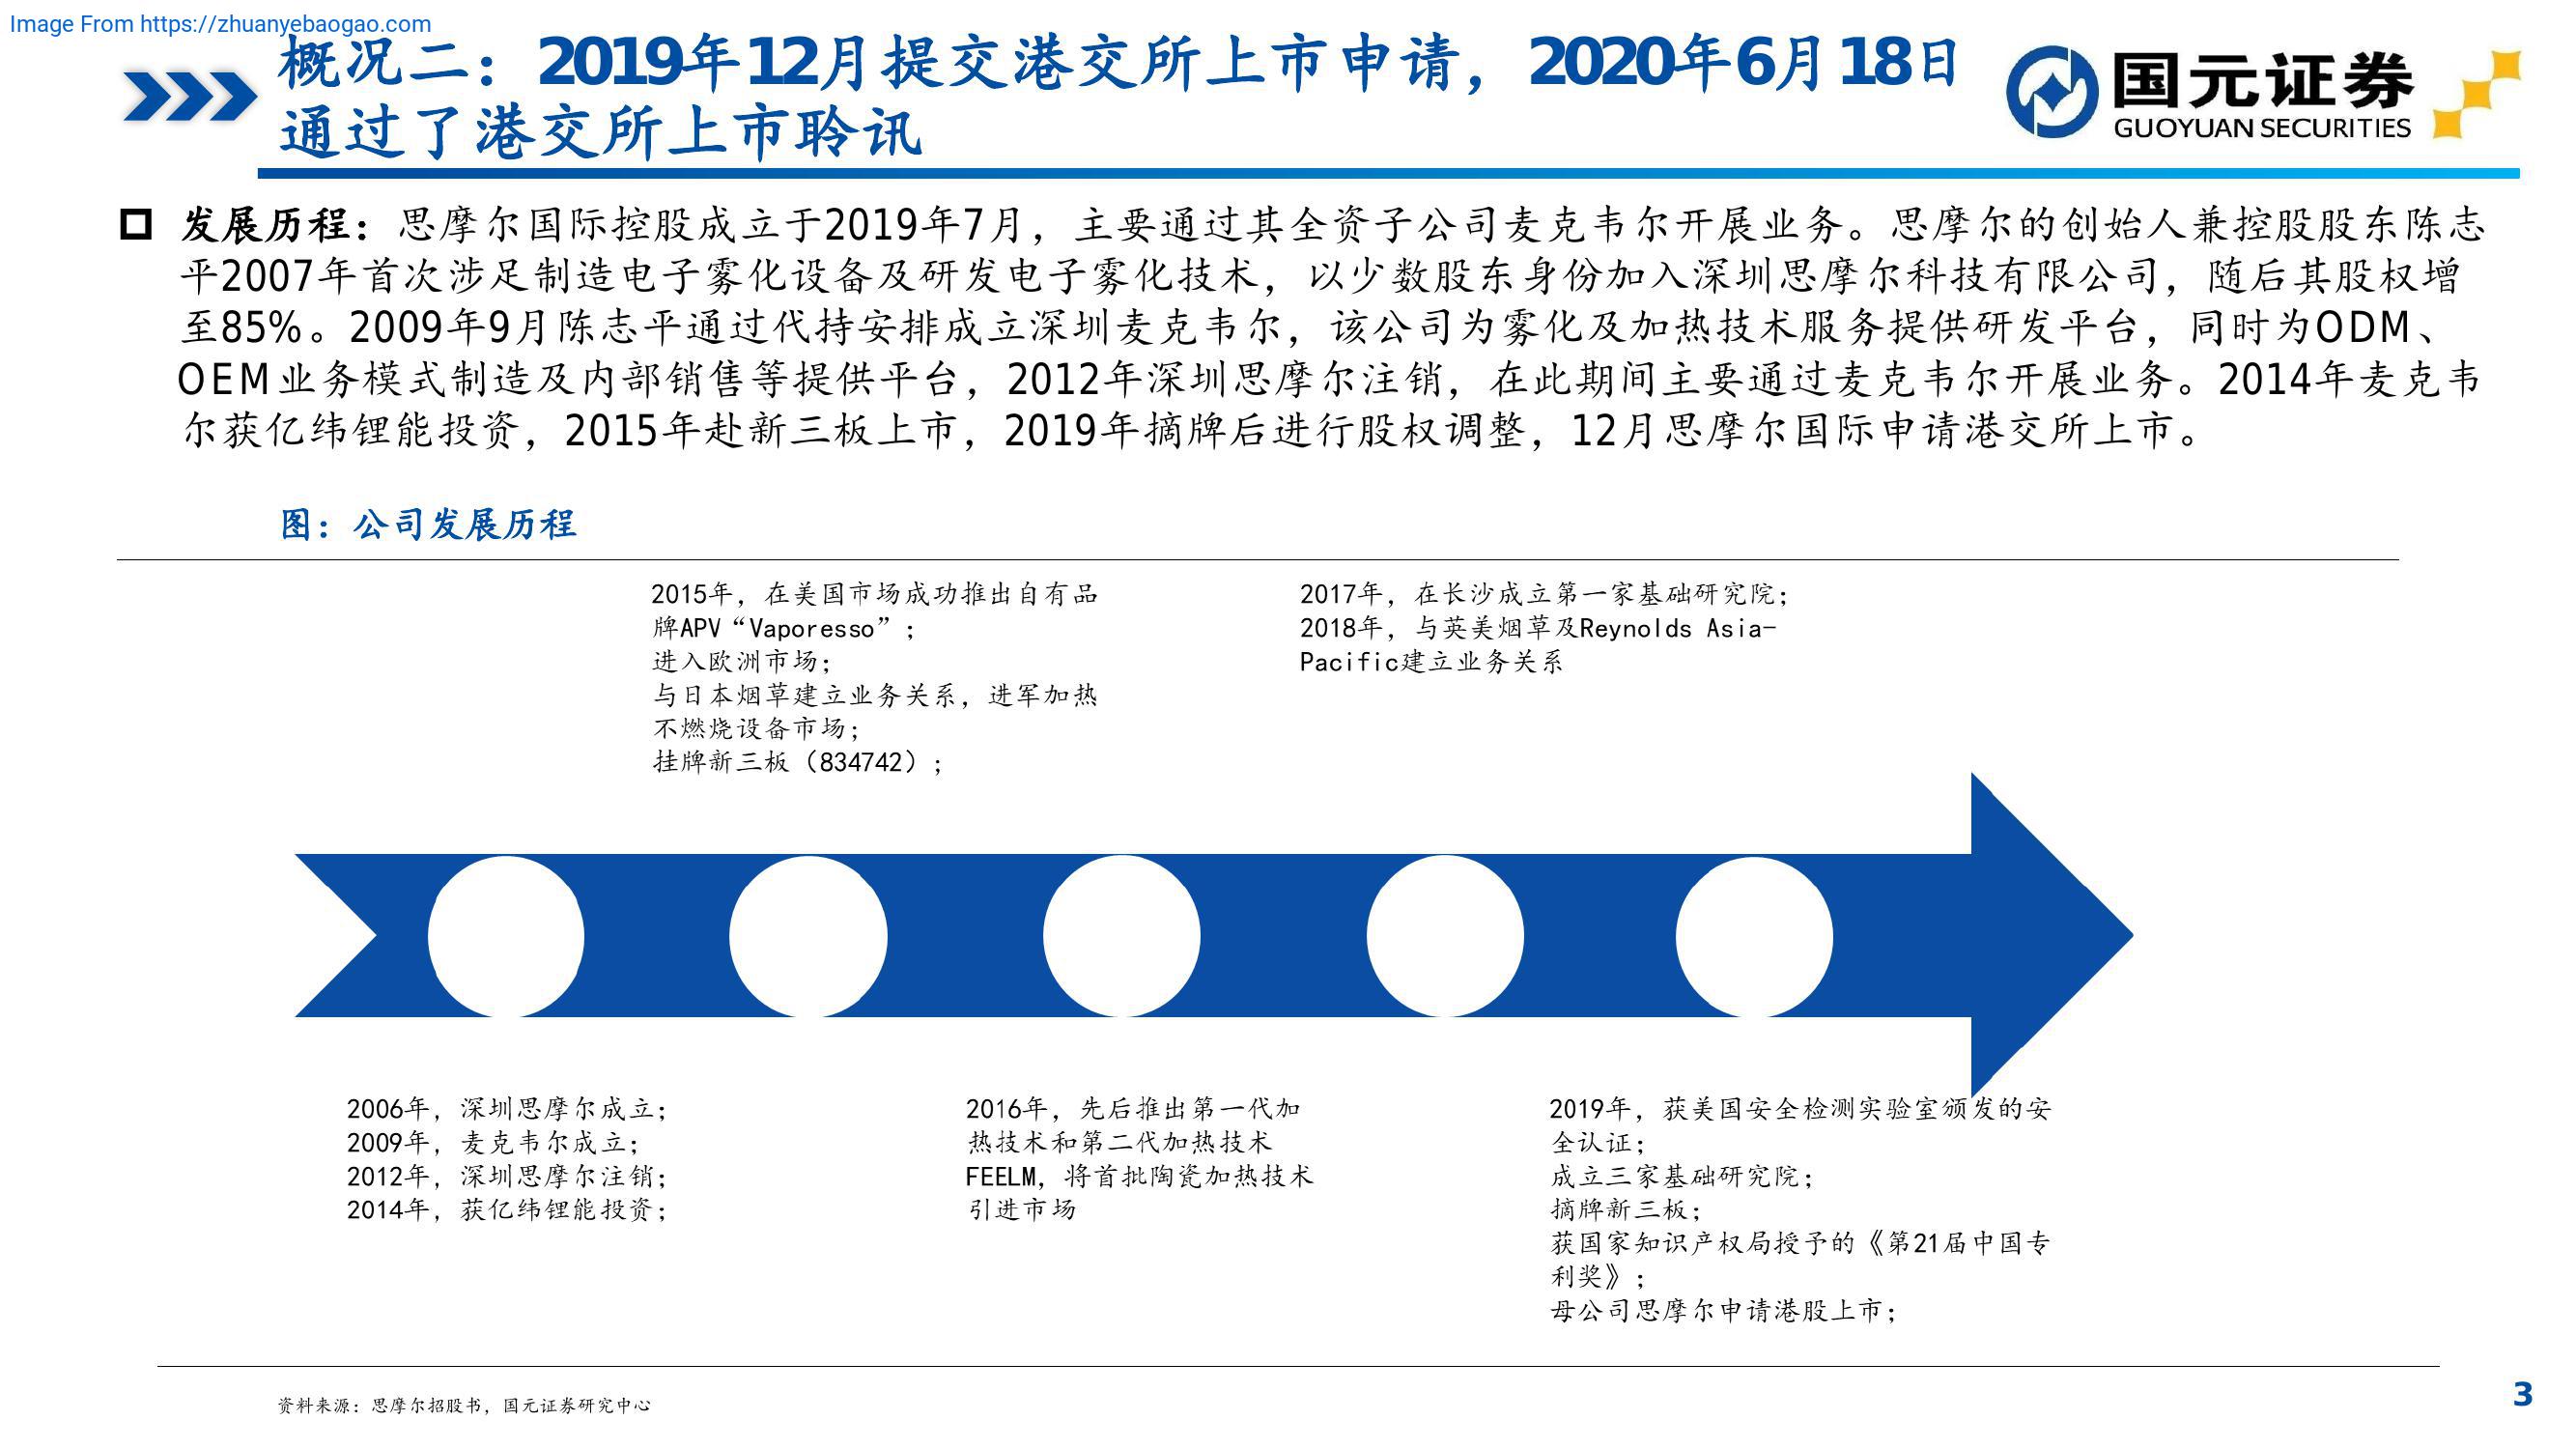 Image From https://zhuanyebaogao.com
概况二：2019年12月提交港交所上市申请，2020年6月18日
通过了港交所上市聆讯
国元证券
GUOYUAN SECURITIES
发展历程：思摩尔国际控股成立于2019年7月，主要通过其全资子公司麦克韦尔开展业务。思摩尔的创始人兼控股股东陈志
平2007年首次涉足制造电子雾化设备及研发电子雾化技术，以少数股东身份加入深圳思摩尔科技有限公司，随后其股权增
至85%。2009年9月陈志平通过代持安排成立深圳麦克韦尔，该公司为雾化及加热技术服务提供研发平台，同时为ODM、
OEM业务模式制造及内部销售等提供平台，2012年深圳思摩尔注销，在此期间主要通过麦克韦尔开展业务。2014年麦克韦
尔获亿纬锂能投资，2015年赴新三板上市，2019年摘牌后进行股权调整，12月思摩尔国际申请港交所上市。
图：公司发展历程
2015年，在美国市场成功推出自有品
牌APV“Vaporesso”；
进入欧洲市场；
与日本烟草建立业务关系，进军加热
不燃烧设备市场；
挂牌新三板（834742）；
2017年，在长沙成立第一家基础研究院；
2018年，与英美烟草及Reynolds Asia-
Pacific建立业务关系
2006年，深圳思摩尔成立；
2009年，麦克韦尔成立；
2012年，深圳思摩尔注销；
2014年，获亿纬锂能投资；
2016年，先后推出第一代加
热技术和第二代加热技术
FEELM，将首批陶瓷加热技术
引进市场
2019年，获美国安全检测实验室颁发的安
全认证；
成立三家基础研究院；
摘牌新三板；
获国家知识产权局授予的《第21届中国专
利奖》；
母公司思摩尔申请港股上市；
资料来源：思摩尔招股书，国元证券研究中心
3